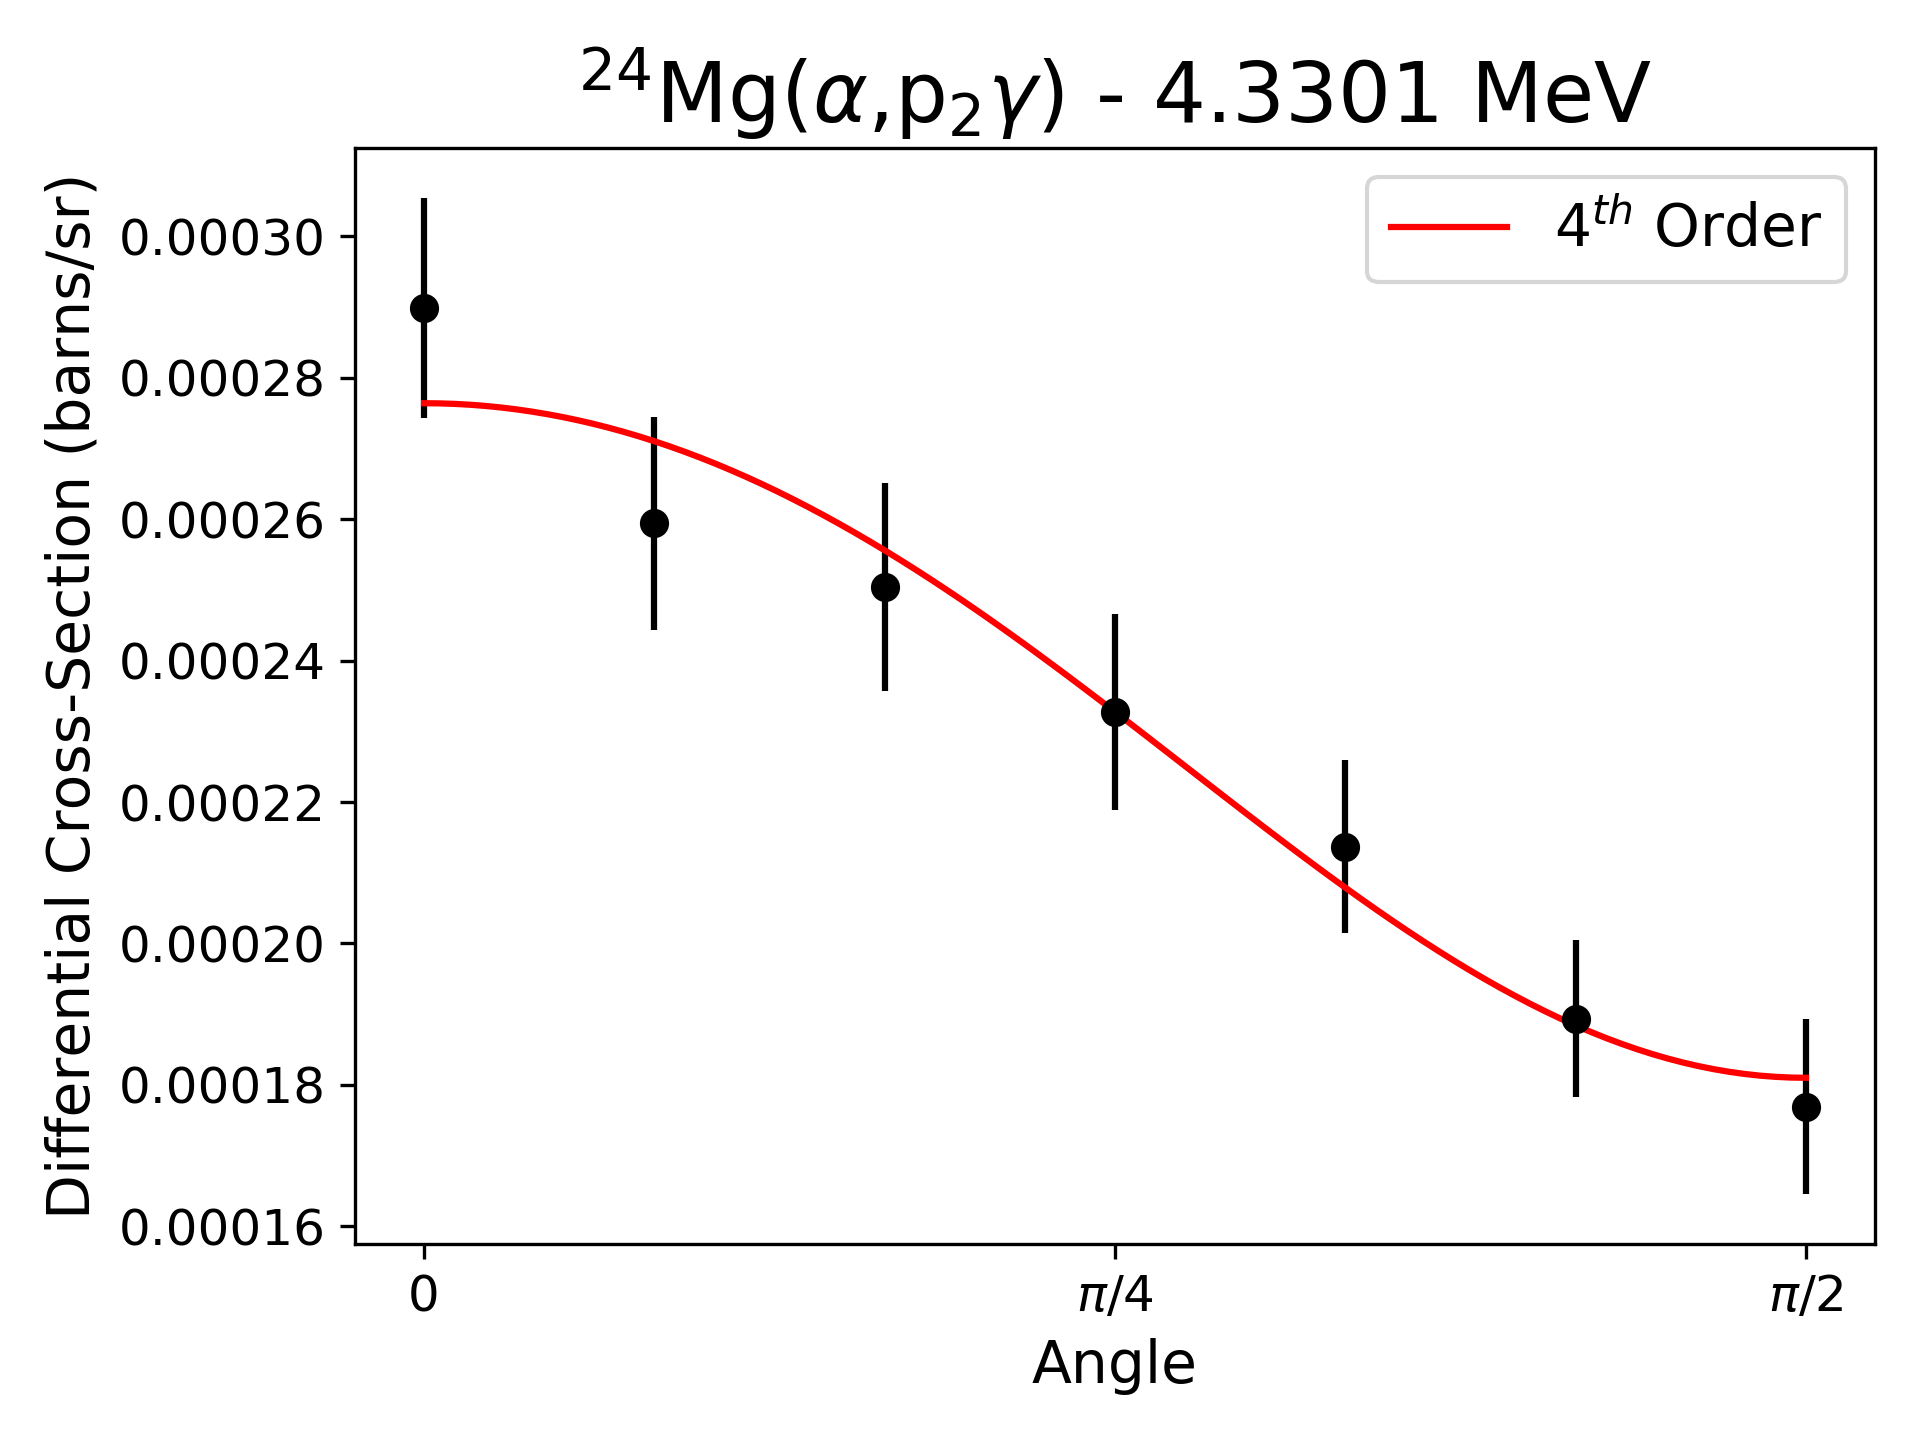 ²⁴Mg(α,p₂γ) - 4.3301 MeV
4ᵗʰ Order
Differential Cross-Section (barns/sr)
0.00030
0.00028
0.00026
0.00024
0.00022
0.00020
0.00018
0.00016
0 π/4 π/2
Angle